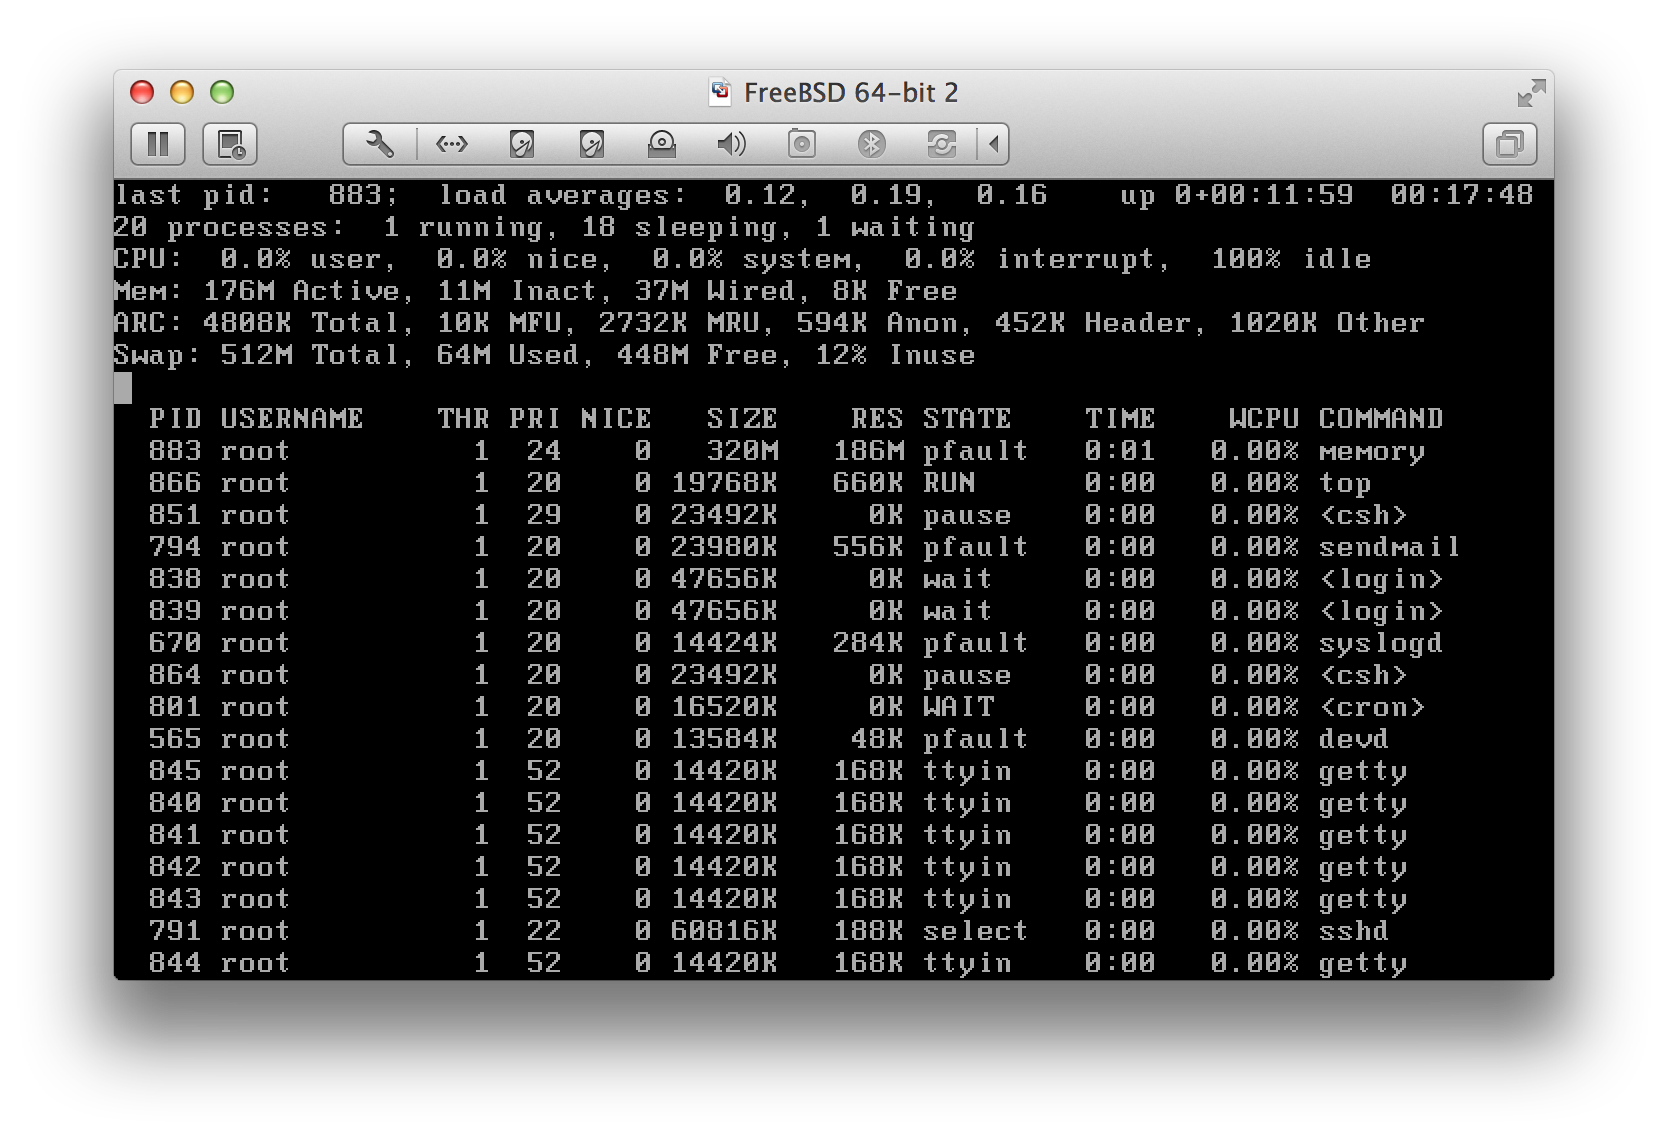 FreeBSD 64-bit 2
last pid:   883;  load averages:  0.12,  0.19,  0.16    up 0+00:11:59  00:17:48
20 processes:  1 running, 18 sleeping, 1 waiting
CPU:  0.0% user,  0.0% nice,  0.0% system,  0.0% interrupt,  100% idle
Mem: 176M Active, 11M Inact, 37M Wired, 8K Free
ARC: 4808K Total, 10K MFU, 2732K MRU, 594K Anon, 452K Header, 1020K Other
Swap: 512M Total, 64M Used, 448M Free, 12% Inuse
PID USERNAME    THR PRI NICE   SIZE    RES STATE    TIME    WCPU COMMAND
883 root          1  24    0   320M   186M pfault   0:01   0.00% memory
866 root          1  20    0 19768K   660K RUN      0:00   0.00% top
851 root          1  29    0 23492K     0K pause    0:00   0.00% <csh>
794 root          1  20    0 23980K   556K pfault   0:00   0.00% sendmail
838 root          1  20    0 47656K     0K wait     0:00   0.00% <login>
839 root          1  20    0 47656K     0K wait     0:00   0.00% <login>
670 root          1  20    0 14424K   284K pfault   0:00   0.00% syslogd
864 root          1  20    0 23492K     0K pause    0:00   0.00% <csh>
801 root          1  20    0 16520K     0K WAIT     0:00   0.00% <cron>
565 root          1  20    0 13584K    48K pfault   0:00   0.00% devd
845 root          1  52    0 14420K   168K ttyin    0:00   0.00% getty
840 root          1  52    0 14420K   168K ttyin    0:00   0.00% getty
841 root          1  52    0 14420K   168K ttyin    0:00   0.00% getty
842 root          1  52    0 14420K   168K ttyin    0:00   0.00% getty
843 root          1  52    0 14420K   168K ttyin    0:00   0.00% getty
791 root          1  22    0 60816K   188K select   0:00   0.00% sshd
844 root          1  52    0 14420K   168K ttyin    0:00   0.00% getty